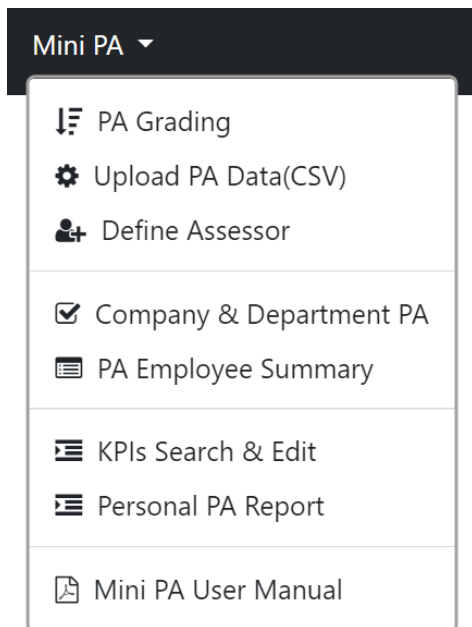 Mini PA
PA Grading
Upload PA Data(CSV)
Define Assessor
Company & Department PA
PA Employee Summary
KPIs Search & Edit
Personal PA Report
Mini PA User Manual